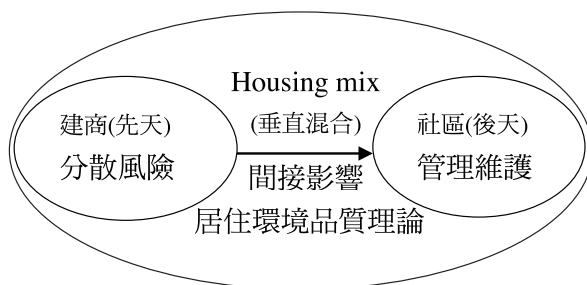 Housing mix
建商(先天)
(垂直混合)
社區(後天)
分散風險
間接影響
管理維護
居住環境品質理論